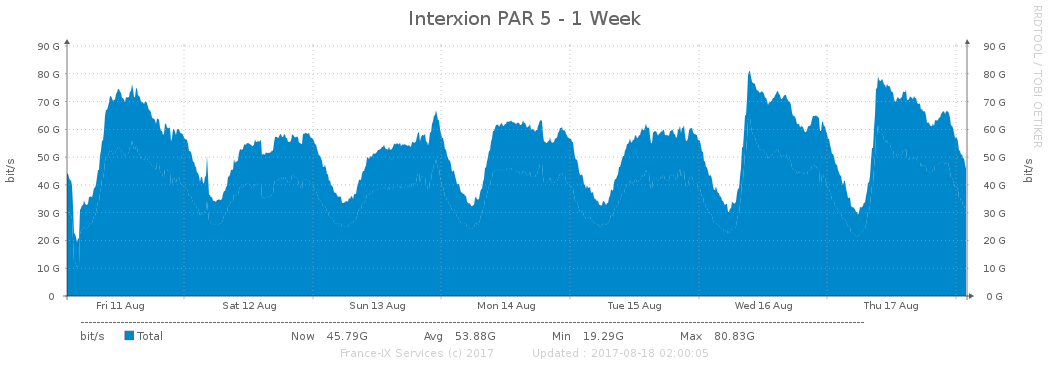 Interxion PAR 5 - 1 Week
RRDTOOL / TOBI OETIKER
90 G 90 G
80 G 80 G
70 G 70 G
60 G 60 G
50 G 50 G
40 G 40 G
30 G 30 G
20 G 20 G
10 G 10 G
0 0 G
bit/s bit/s
Fri 11 Aug Sat 12 Aug Sun 13 Aug Mon 14 Aug Tue 15 Aug Wed 16 Aug Thu 17 Aug
bit/s Total Now 45.79G Avg 53.88G Min 19.29G Max 80.83G
France-IX Services (c) 2017 Updated : 2017-08-18 02:00:05